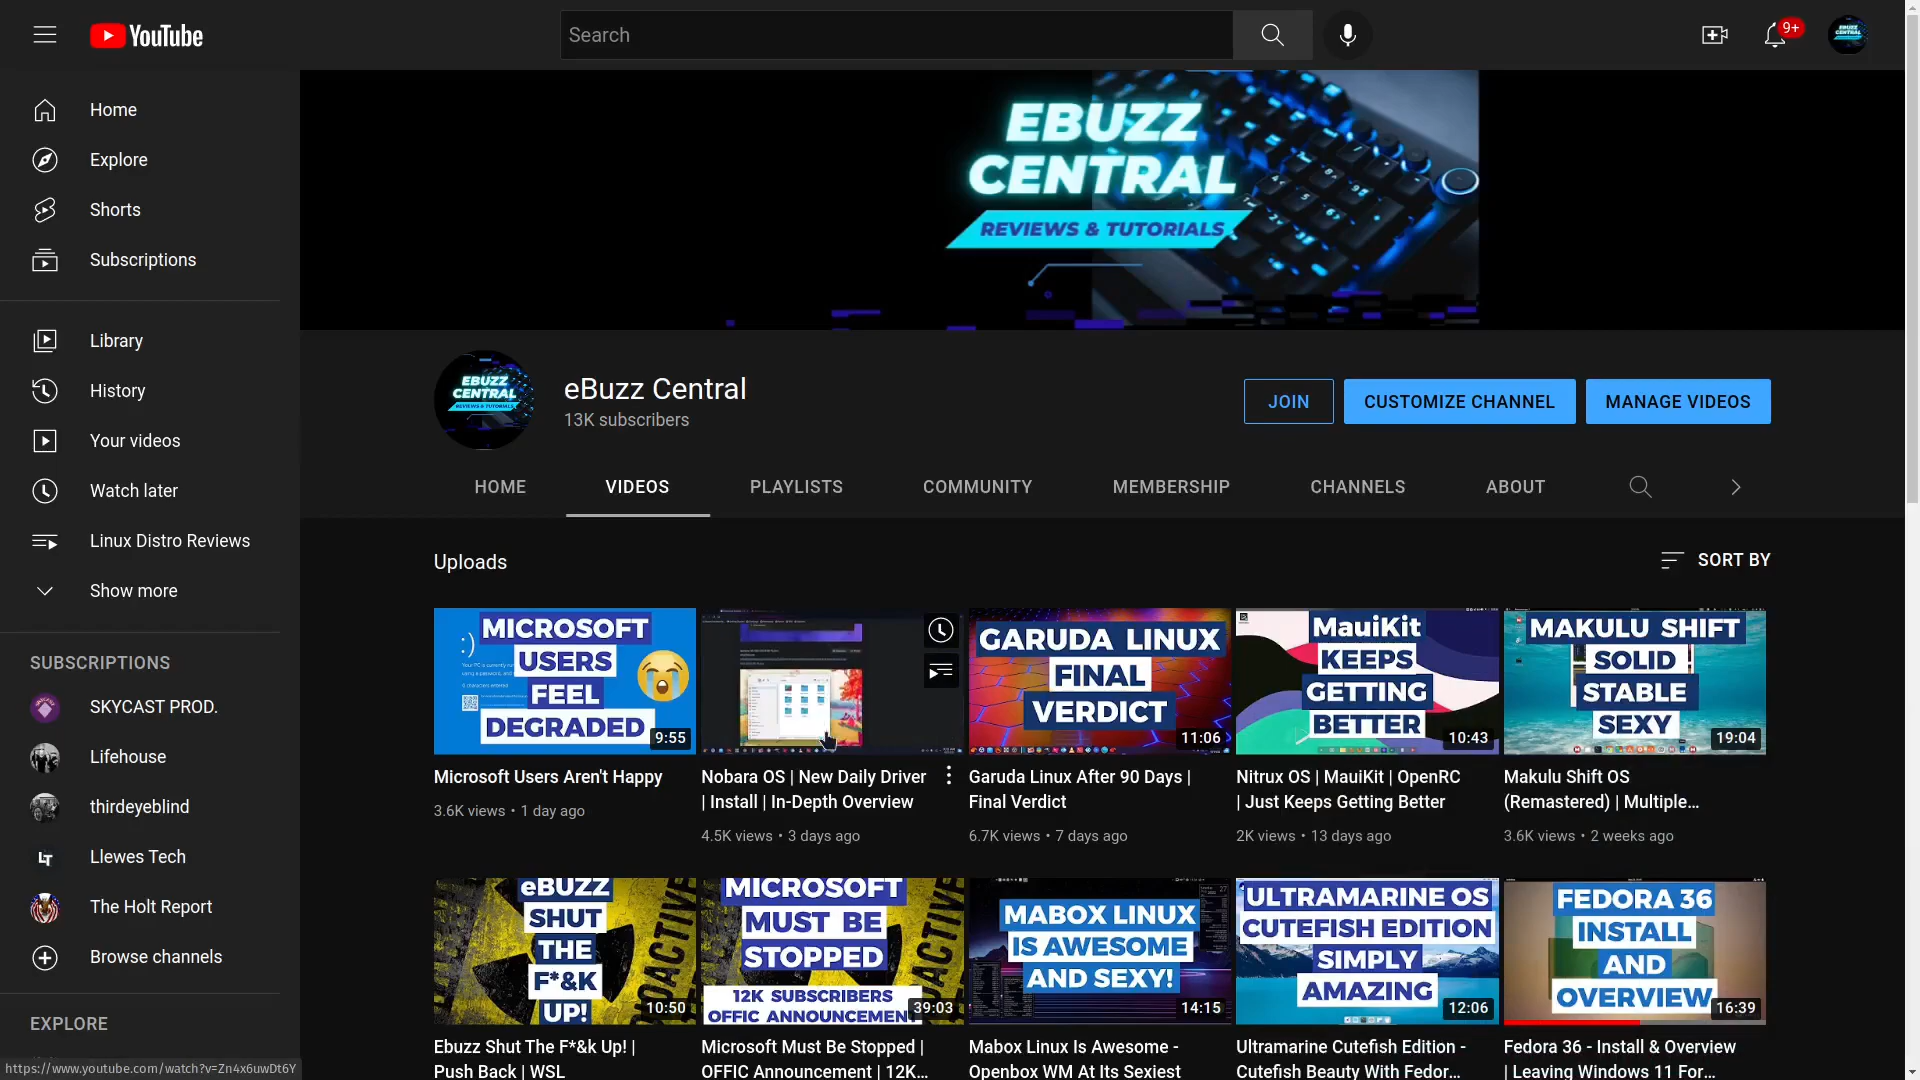 YouTube
Search
9+
Home
Explore
Shorts
Subscriptions
Library
History
Your videos
Watch later
Linux Distro Reviews
Show more
SUBSCRIPTIONS
SKYCAST PROD.
Lifehouse
thirdeyeblind
Llewes Tech
The Holt Report
Browse channels
EXPLORE
https://www.youtube.com/watch?v=Zn4x6uwDt6Y
EBUZZ
CENTRAL
REVIEWS & TUTORIALS
EBUZZ
CENTRAL
REVIEWS & TUTORIALS
eBuzz Central
13K subscribers
JOIN
CUSTOMIZE CHANNEL
MANAGE VIDEOS
HOME
VIDEOS
PLAYLISTS
COMMUNITY
MEMBERSHIP
CHANNELS
ABOUT
Uploads
SORT BY
MICROSOFT
USERS
FEEL
DEGRADED
9:55
Microsoft Users Aren't Happy
3.6K views • 1 day ago
Nobara OS | New Daily Driver
| Install | In-Depth Overview
4.5K views • 3 days ago
GARUDA LINUX
FINAL
VERDICT
11:06
Garuda Linux After 90 Days |
Final Verdict
6.7K views • 7 days ago
MauiKit
KEEPS
GETTING
BETTER
10:43
Nitrux OS | MauiKit | OpenRC
| Just Keeps Getting Better
2K views • 13 days ago
MAKULU SHIFT
SOLID
STABLE
SEXY
19:04
Makulu Shift OS
(Remastered) | Multiple...
3.6K views • 2 weeks ago
eBUZZ
SHUT
THE
F*&K
UP!
10:50
Ebuzz Shut The F*&k Up! |
Push Back | WSL
MICROSOFT
MUST BE
STOPPED
12K SUBSCRIBERS
OFFIC ANNOUNCEMEN
39:03
Microsoft Must Be Stopped |
OFFIC Announcement | 12K...
MABOX LINUX
IS AWESOME
AND SEXY!
14:15
Mabox Linux Is Awesome -
Openbox WM At Its Sexiest
ULTRAMARINE OS
CUTEFISH EDITION
SIMPLY
AMAZING
12:06
Ultramarine Cutefish Edition -
Cutefish Beauty With Fedor...
FEDORA 36
INSTALL
AND
OVERVIEW
16:39
Fedora 36 - Install & Overview
| Leaving Windows 11 For...